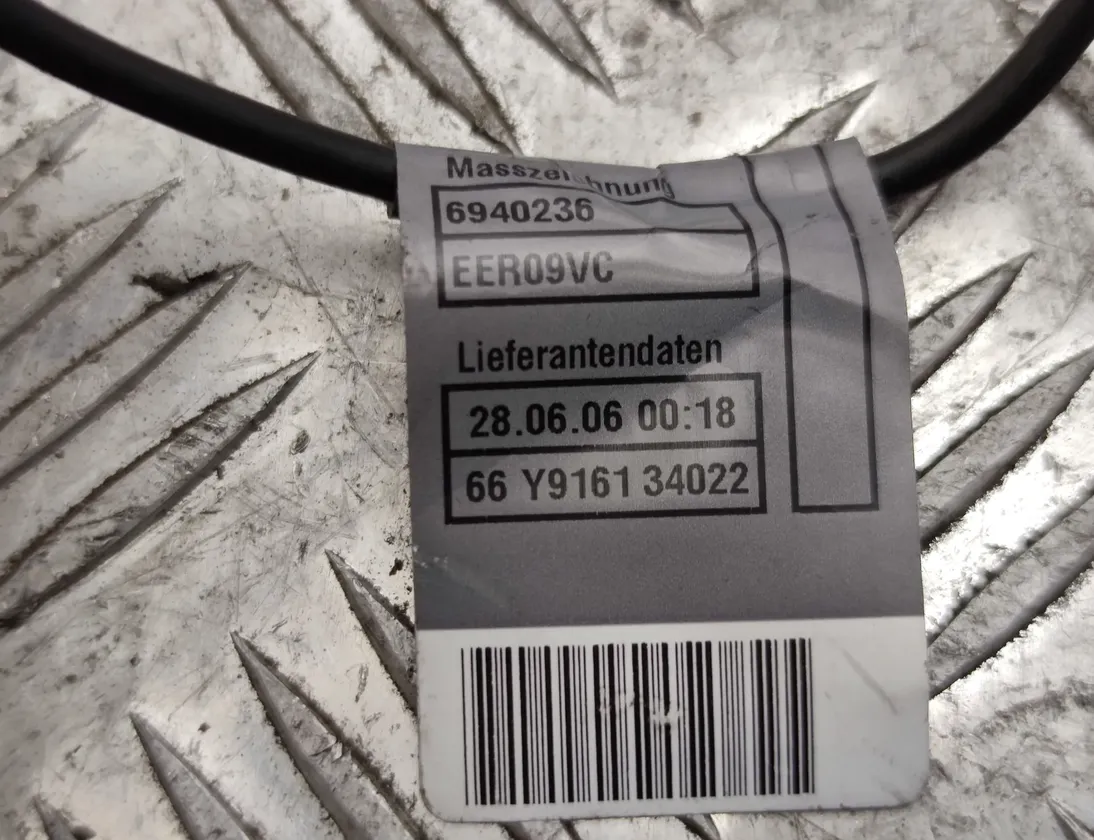 Masszeichnung
6940236
EER09VC
Lieferantendaten
28.06.06 00:18
66 Y9161 34022